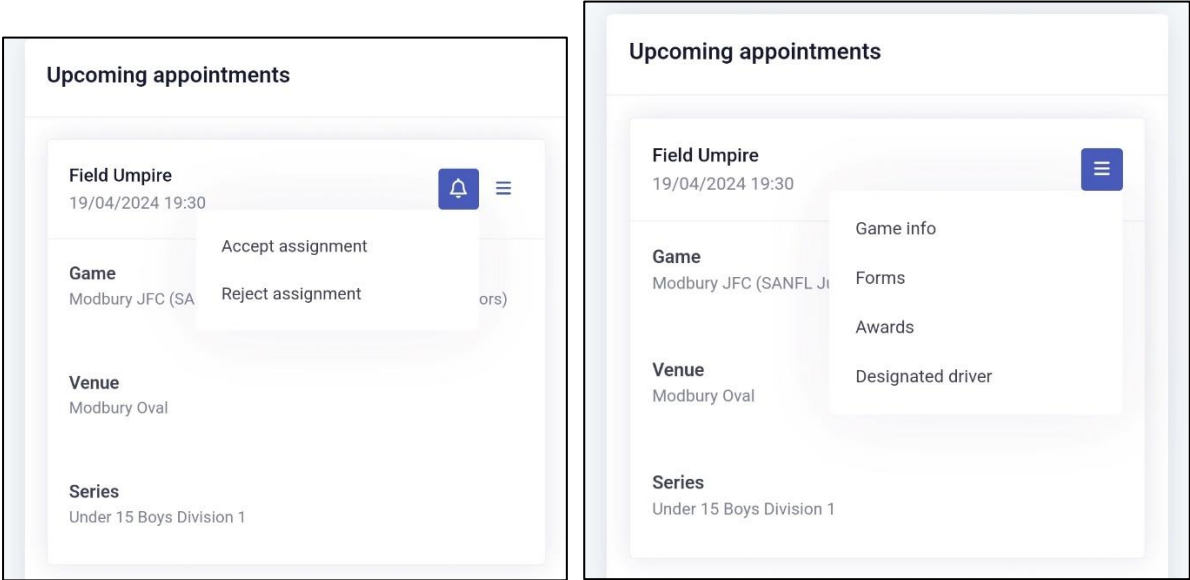 Upcoming appointments
Field Umpire
19/04/2024 19:30
Accept assignment
Reject assignment
Game
Modbury JFC (SA
ors)
Venue
Modbury Oval
Series
Under 15 Boys Division 1
Upcoming appointments
Field Umpire
19/04/2024 19:30
Game info
Forms
Awards
Designated driver
Game
Modbury JFC (SANFL Ju
Venue
Modbury Oval
Series
Under 15 Boys Division 1